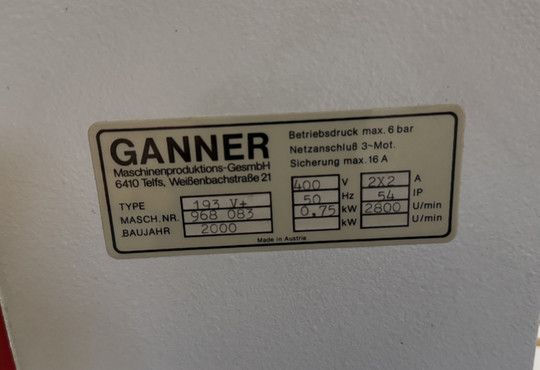 GANNER
Maschinenproduktions-GesmbH
6410 Telfs, Weißenbachstraße 21
TYPE 193 V+
MASCH.NR. 968 083
BAUJAHR 2000
Betriebsdruck max. 6 bar
Netzanschluß 3~Mot.
Sicherung max. 16 A
400 V 2X2 A
50 Hz 54 IP
0,75 kW 2800 U/min
kW U/min
Made in Austria